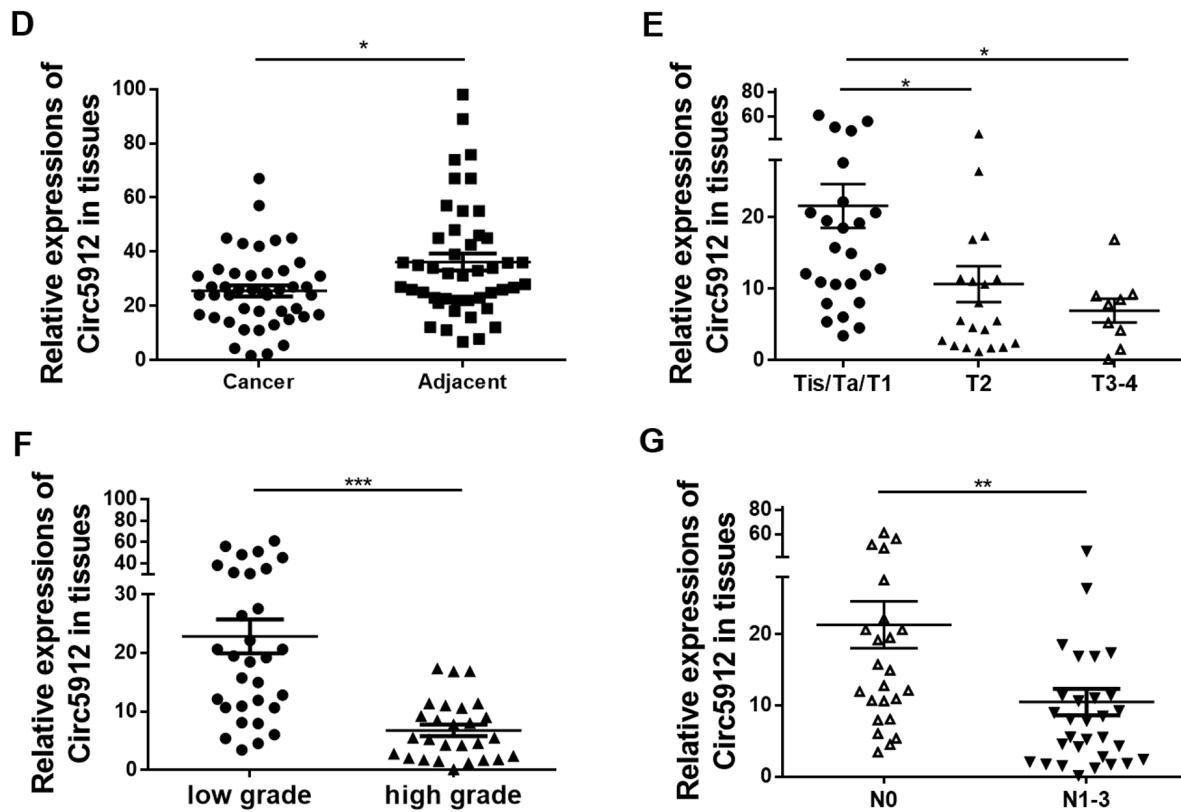 D
*
Relative expressions of
Circ5912 in tissues
100
80
60
40
20
0
Cancer Adjacent
E
*
*
Relative expressions of
Circ5912 in tissues
80
60
40
20
10
0
Tis/Ta/T1 T2 T3-4
F
***
Relative expressions of
Circ5912 in tissues
100
80
60
40
30
20
10
0
low grade high grade
G
**
Relative expressions of
Circ5912 in tissues
80
60
40
20
10
0
N0 N1-3